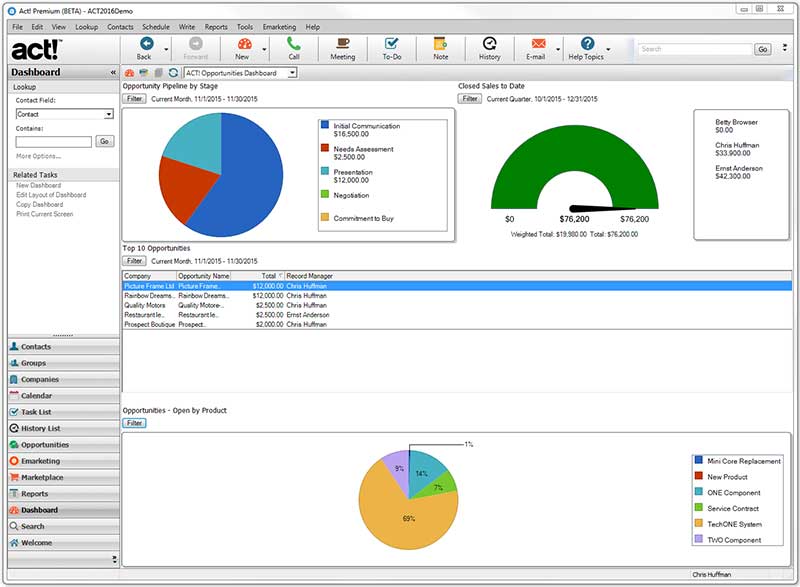 Act! Premium (BETA) - ACT2016Demo
File Edit View Lookup Contacts Schedule Write Reports Tools Emarketing Help
act!
Back Forward New Call Meeting To-Do Note History E-mail Help Topics Search Go
Dashboard «
ACT! Opportunities Dashboard
Lookup
Contact Field:
Contact
Contains:
Go
More Options...
Related Tasks
New Dashboard
Edit Layout of Dashboard
Copy Dashboard
Print Current Screen
Opportunity Pipeline by Stage
Filter Current Month, 11/1/2015 - 11/30/2015
Initial Communication
$16,500.00
Needs Assessment
$2,500.00
Presentation
$12,000.00
Negotiation
Commitment to Buy
Closed Sales to Date
Filter Current Quarter, 10/1/2015 - 12/31/2015
$0 $76,200 $76,200
Weighted Total: $19,980.00 Total: $76,200.00
Betty Browser
$0.00
Chris Huffman
$33,900.00
Ernst Anderson
$42,300.00
Top 10 Opportunities
Filter Current Month, 11/1/2015 - 11/30/2015
Company Opportunity Name Total Record Manager
Picture Frame Ltd Picture Frame... $12,000.00 Chris Huffman
Rainbow Dreams... Rainbow Dreams... $12,000.00 Chris Huffman
Quality Motors Quality Motore-... $2,500.00 Chris Huffman
Restaurant le... Restaurant le... $2,500.00 Ernst Anderson
Prospect Boutique Prospect... $2,000.00 Chris Huffman
Contacts
Groups
Companies
Calendar
Task List
History List
Opportunities
Emarketing
Marketplace
Reports
Dashboard
Search
Welcome
Opportunities - Open by Product
Filter
1%
9%
14%
7%
69%
Mini Core Replacement
New Product
ONE Component
Service Contract
TechONE System
TWO Component
Chris Huffman